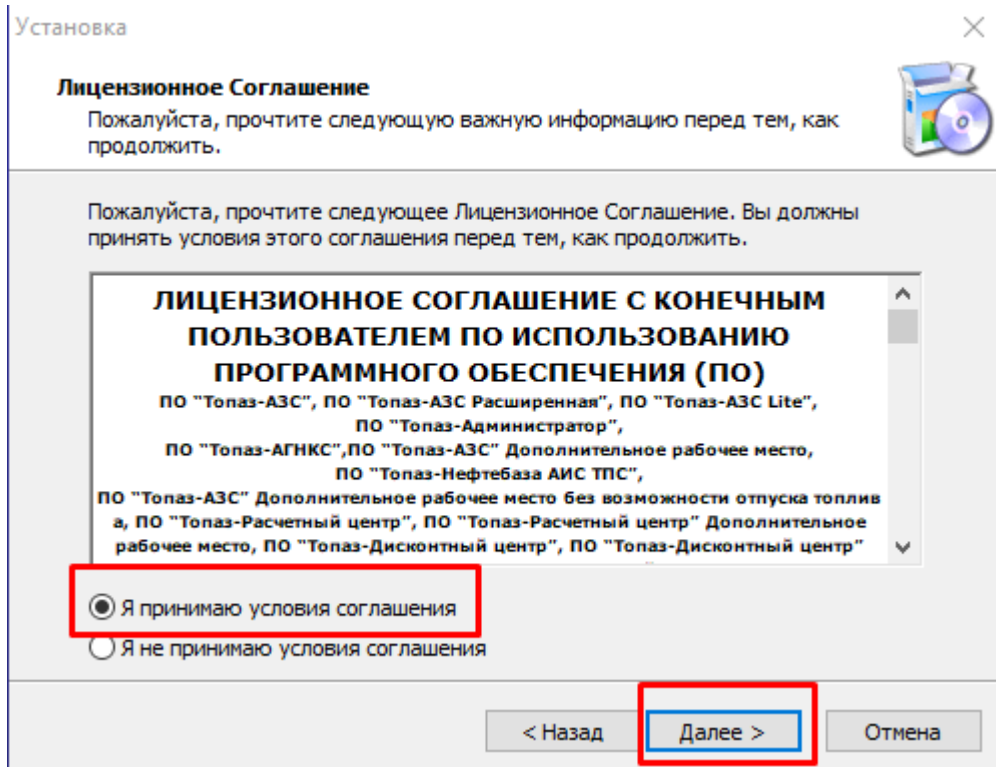 Установка
Лицензионное Соглашение
Пожалуйста, прочтите следующую важную информацию перед тем, как
продолжить.
Пожалуйста, прочтите следующее Лицензионное Соглашение. Вы должны
принять условия этого соглашения перед тем, как продолжить.
ЛИЦЕНЗИОННОЕ СОГЛАШЕНИЕ С КОНЕЧНЫМ
ПОЛЬЗОВАТЕЛЕМ ПО ИСПОЛЬЗОВАНИЮ
ПРОГРАММНОГО ОБЕСПЕЧЕНИЯ (ПО)
ПО "Топаз-АЗС", ПО "Топаз-АЗС Расширенная", ПО "Топаз-АЗС Lite",
ПО "Топаз-Администратор",
ПО "Топаз-АГНКС",ПО "Топаз-АЗС" Дополнительное рабочее место,
ПО "Топаз-Нефтебаза АИС ТПС",
ПО "Топаз-АЗС" Дополнительное рабочее место без возможности отпуска топлив
а, ПО "Топаз-Расчетный центр", ПО "Топаз-Расчетный центр" Дополнительное
рабочее место, ПО "Топаз-Дисконтный центр", ПО "Топаз-Дисконтный центр"
Я принимаю условия соглашения
Я не принимаю условия соглашения
< Назад
Далее >
Отмена